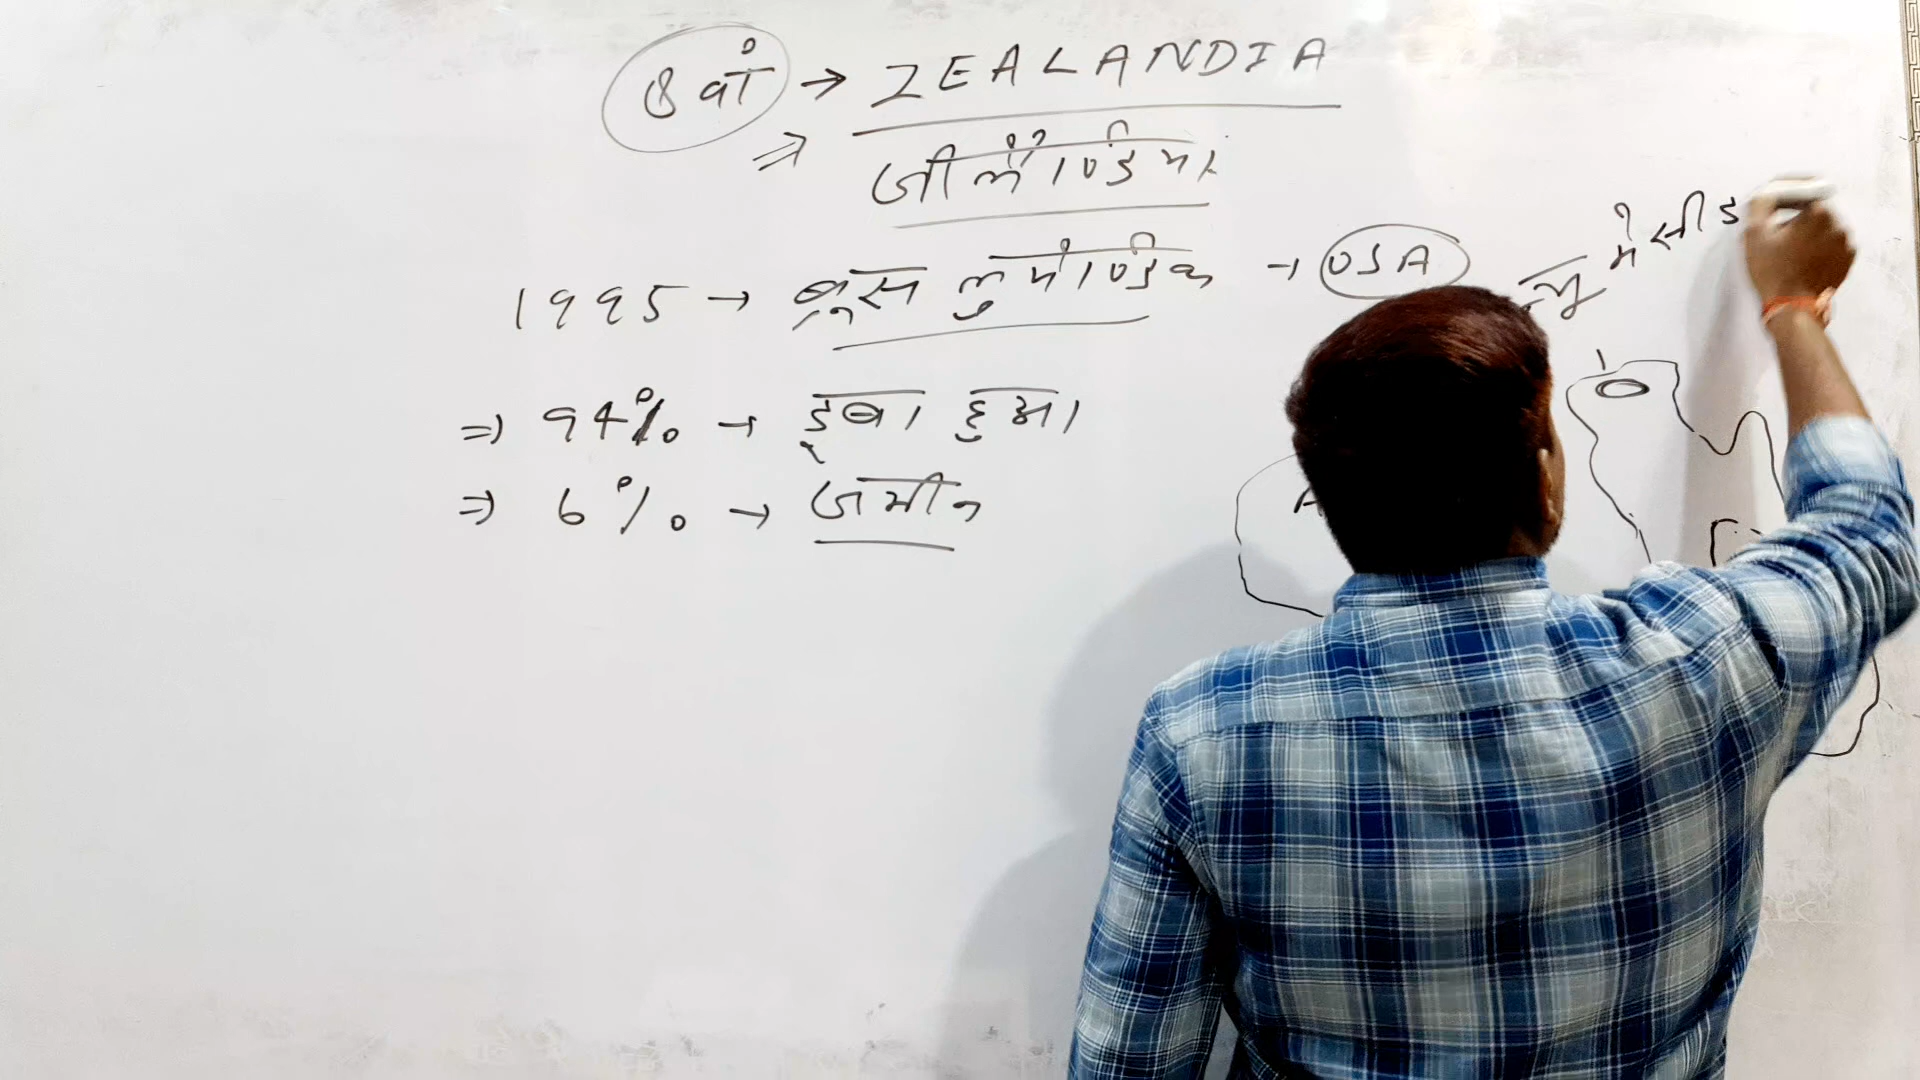 8 वां → ZEALANDIA
⇒ जीलैंण्डिया
1995 → ब्रूस लुयेण्डिक → USA
⇒ 94% → डूबा हुआ
⇒ 6% → जमीन
A